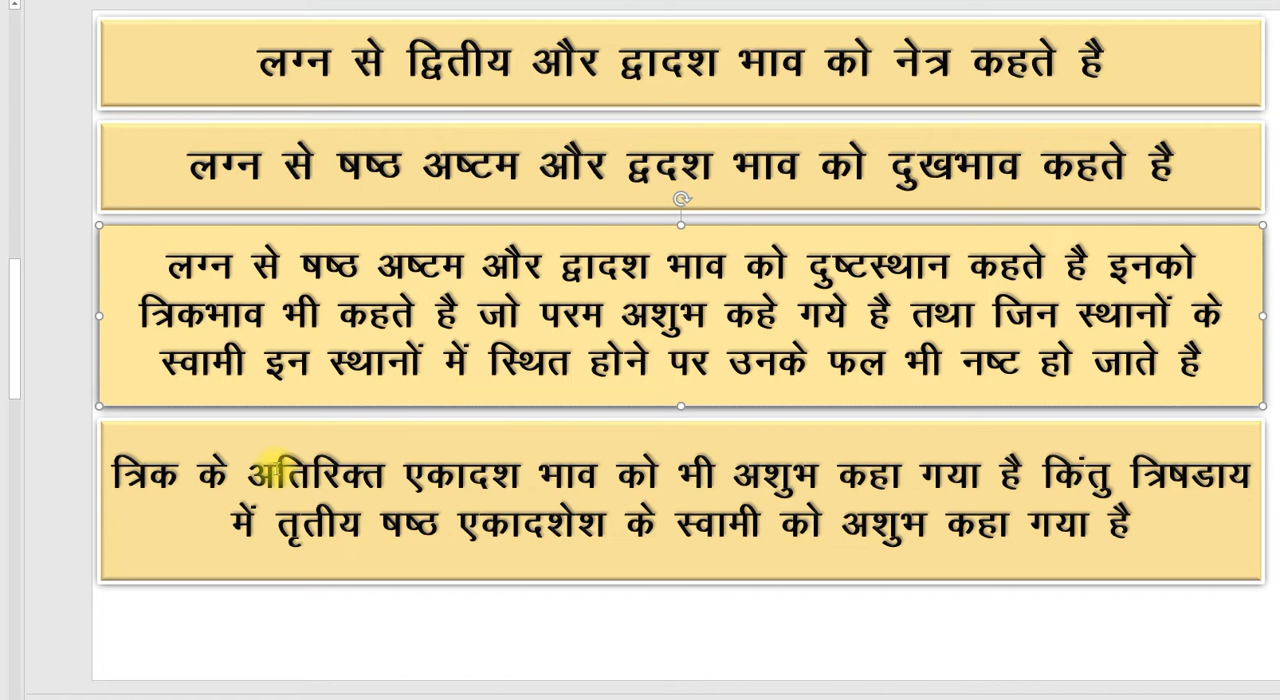 लग्न से द्वितीय और द्वादश भाव को नेत्र कहते है
लग्न से षष्ठ अष्टम और द्वदश भाव को दुखभाव कहते है
लग्न से षष्ठ अष्टम और द्वादश भाव को दुष्टस्थान कहते है इनको
त्रिकभाव भी कहते है जो परम अशुभ कहे गये है तथा जिन स्थानों के
स्वामी इन स्थानों में स्थित होने पर उनके फल भी नष्ट हो जाते है
त्रिक के अतिरिक्त एकादश भाव को भी अशुभ कहा गया है किंतु त्रिषडाय
में तृतीय षष्ठ एकादशेश के स्वामी को अशुभ कहा गया है